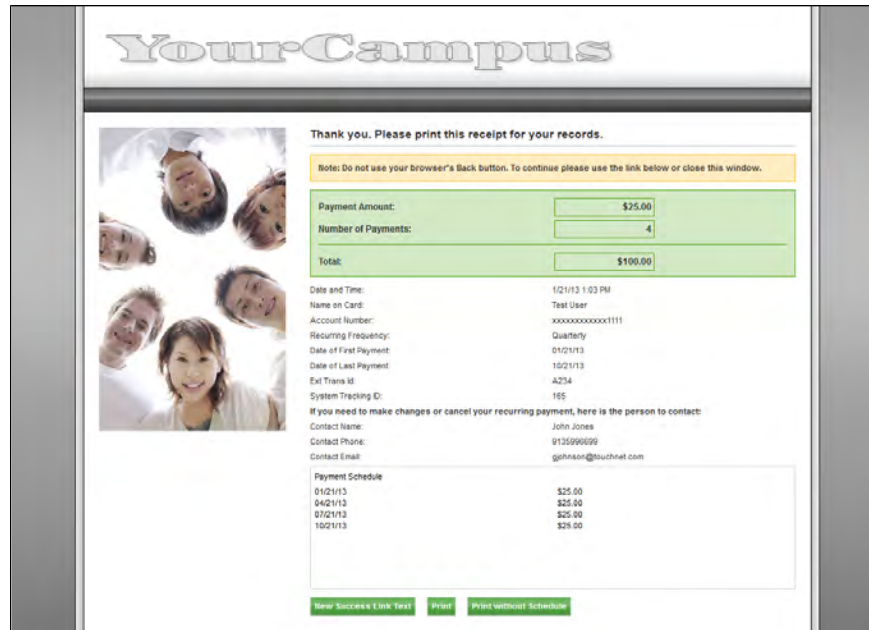 YourCampus
Thank you. Please print this receipt for your records.
Note: Do not use your browser's Back button. To continue please use the link below or close this window.
Payment Amount: $25.00
Number of Payments: 4
Total: $100.00
Date and Time: 1/21/13 1:03 PM
Name on Card: Test User
Account Number: xxxxxxxxxxxx1111
Recurring Frequency: Quarterly
Date of First Payment: 01/21/13
Date of Last Payment: 10/21/13
Ext Trans Id: A234
System Tracking ID: 165
If you need to make changes or cancel your recurring payment, here is the person to contact:
Contact Name: John Jones
Contact Phone: 9135990699
Contact Email: gjohnson@touchnet.com
Payment Schedule
01/21/13 $25.00
04/21/13 $25.00
07/21/13 $25.00
10/21/13 $25.00
New Success Link Text Print Print without Schedule